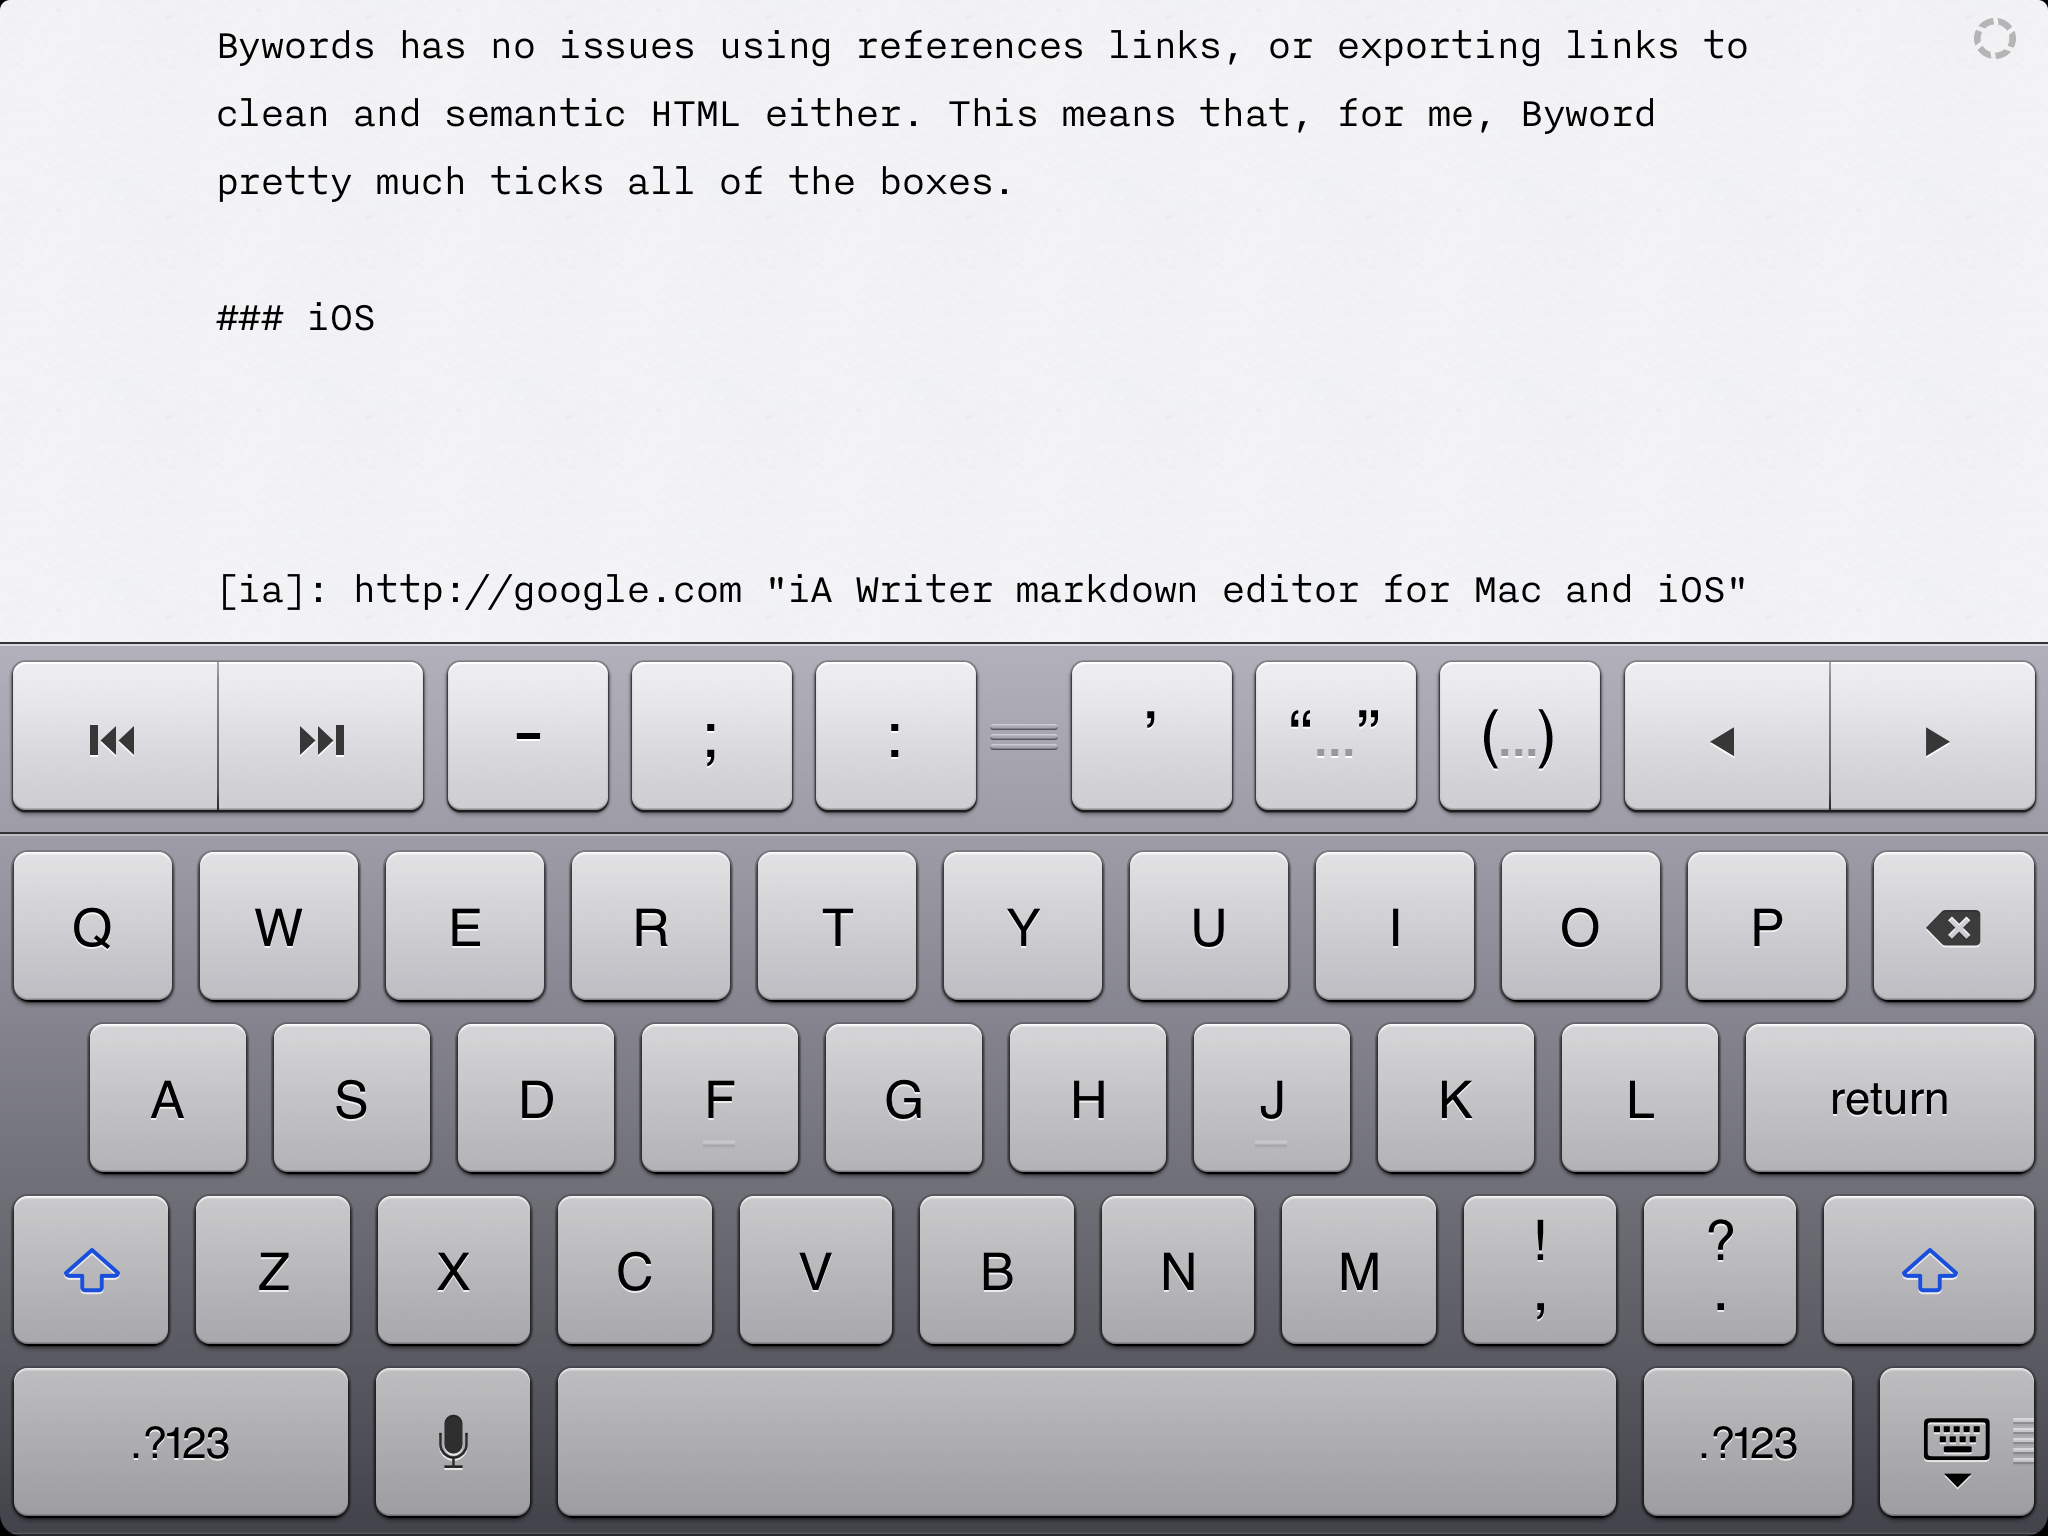 Bywords has no issues using references links, or exporting links to
clean and semantic HTML either. This means that, for me, Byword
pretty much ticks all of the boxes.
### iOS
[ia]: http://google.com "iA Writer markdown editor for Mac and iOS"
- ; : ’ “...” (...)
Q W E R T Y U I O P
A S D F G H J K L return
Z X C V B N M ! , ? .
.?123 .?123